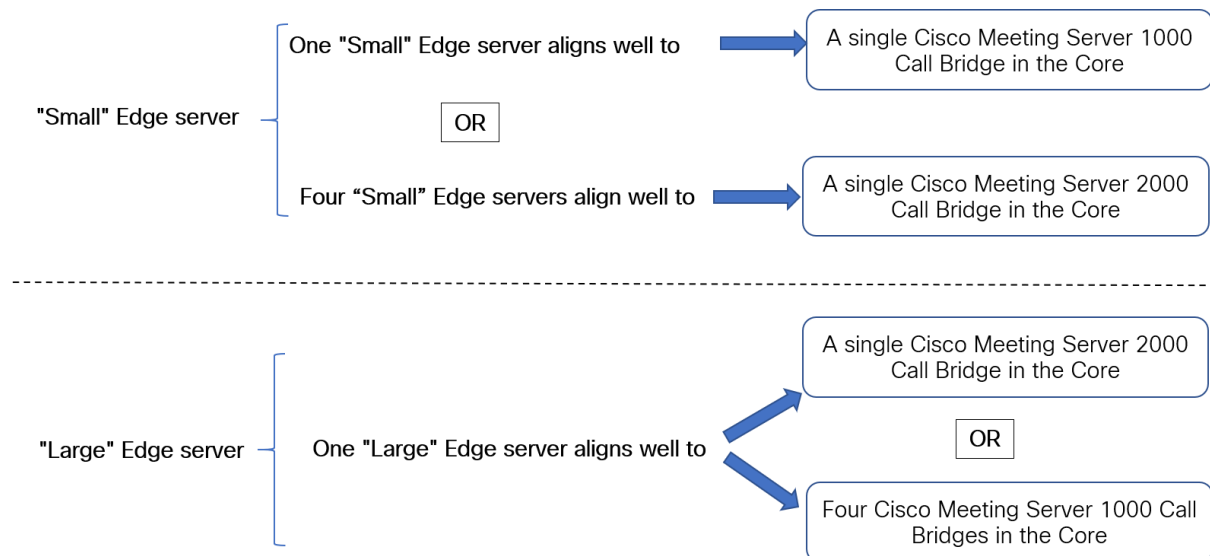 One "Small" Edge server aligns well to
A single Cisco Meeting Server 1000
Call Bridge in the Core
"Small" Edge server
OR
Four “Small” Edge servers align well to
A single Cisco Meeting Server 2000
Call Bridge in the Core
A single Cisco Meeting Server 2000
Call Bridge in the Core
"Large" Edge server
One "Large" Edge server aligns well to
OR
Four Cisco Meeting Server 1000 Call
Bridges in the Core